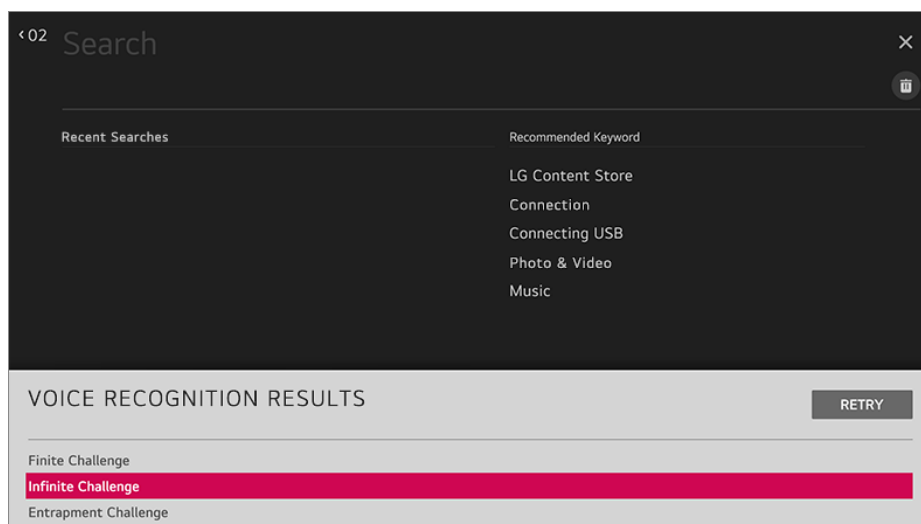 ‹02
Search
Recent Searches
Recommended Keyword
LG Content Store
Connection
Connecting USB
Photo & Video
Music
VOICE RECOGNITION RESULTS
RETRY
Finite Challenge
Infinite Challenge
Entrapment Challenge